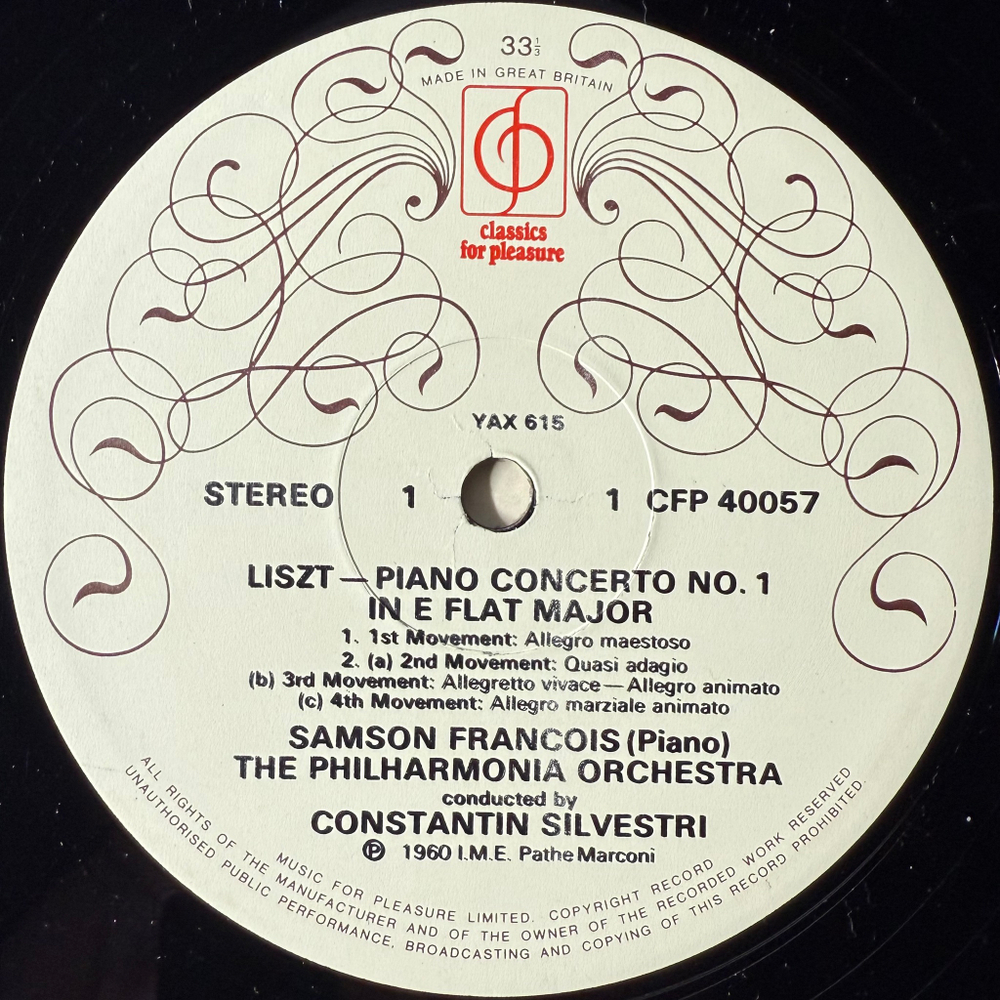 33⅓
MADE IN GREAT BRITAIN
classics
for pleasure
YAX 615
STEREO 1 1 CFP 40057
LISZT — PIANO CONCERTO NO. 1
IN E FLAT MAJOR
1. 1st Movement: Allegro maestoso
2. (a) 2nd Movement: Quasi adagio
(b) 3rd Movement: Allegretto vivace — Allegro animato
(c) 4th Movement: Allegro marziale animato
SAMSON FRANCOIS (Piano)
THE PHILHARMONIA ORCHESTRA
conducted by
CONSTANTIN SILVESTRI
Ⓟ 1960 I.M.E. Pathe Marconi
MUSIC FOR PLEASURE LIMITED. COPYRIGHT RECORD
ALL RIGHTS OF THE MANUFACTURER AND OF THE OWNER OF THE RECORDED WORK RESERVED
UNAUTHORISED PUBLIC PERFORMANCE, BROADCASTING AND COPYING OF THIS RECORD PROHIBITED.